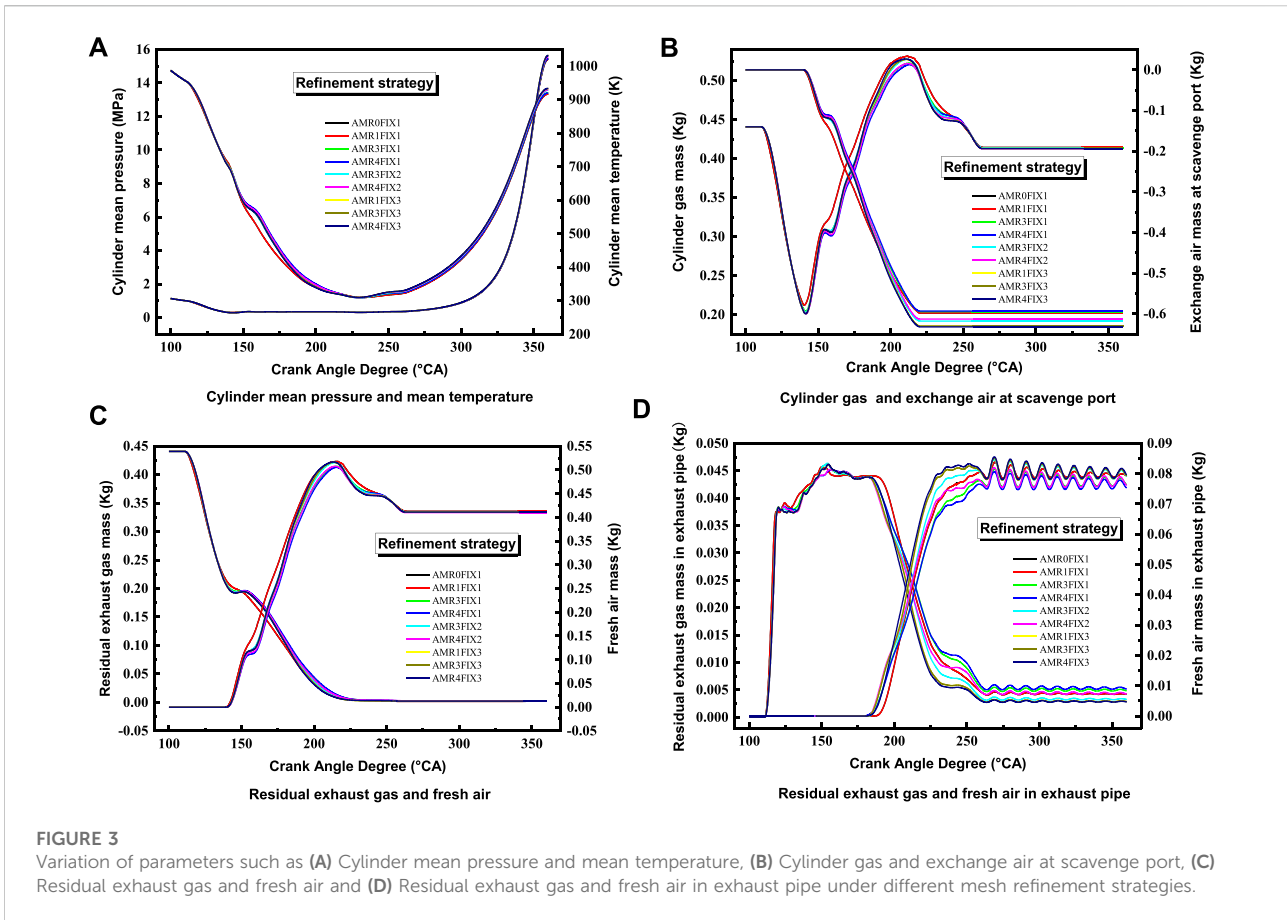 A
Cylinder mean pressure (MPa)
16
14
12
10
8
6
4
2
0
100 150 200 250 300 350
Crank Angle Degree (°CA)
1000
900
800
700
600
500
400
300
200
Cylinder mean temperature (K)
Refinement strategy
AMR0FIX1
AMR1FIX1
AMR3FIX1
AMR4FIX1
AMR3FIX2
AMR4FIX2
AMR1FIX3
AMR3FIX3
AMR4FIX3
Cylinder mean pressure and mean temperature
B
Cylinder gas mass (Kg)
0.50
0.45
0.40
0.35
0.30
0.25
0.20
100 150 200 250 300 350
Crank Angle Degree (°CA)
0.0
-0.1
-0.2
-0.3
-0.4
-0.5
-0.6
Exchange air mass at scavenge port (Kg)
Refinement strategy
AMR0FIX1
AMR1FIX1
AMR3FIX1
AMR4FIX1
AMR3FIX2
AMR4FIX2
AMR1FIX3
AMR3FIX3
AMR4FIX3
Cylinder gas and exchange air at scavenge port
C
Residual exhaust gas mass (Kg)
0.45
0.40
0.35
0.30
0.25
0.20
0.15
0.10
0.05
0.00
-0.05
100 150 200 250 300 350
Crank Angle Degree (°CA)
0.55
0.50
0.45
0.40
0.35
0.30
0.25
0.20
0.15
0.10
0.05
0.00
-0.05
Fresh air mass (Kg)
Refinement strategy
AMR0FIX1
AMR1FIX1
AMR3FIX1
AMR4FIX1
AMR3FIX2
AMR4FIX2
AMR1FIX3
AMR3FIX3
AMR4FIX3
Residual exhaust gas and fresh air
D
Residual exhaust gas mass in exhaust pipe (Kg)
0.050
0.045
0.040
0.035
0.030
0.025
0.020
0.015
0.010
0.005
0.000
100 150 200 250 300 350
Crank Angle Degree (°CA)
0.09
0.08
0.07
0.06
0.05
0.04
0.03
0.02
0.01
0.00
Fresh air mass in exhaust pipe (Kg)
Refinement strategy
AMR0FIX1
AMR1FIX1
AMR3FIX1
AMR4FIX1
AMR3FIX2
AMR4FIX2
AMR1FIX3
AMR3FIX3
AMR4FIX3
Residual exhaust gas and fresh air in exhaust pipe
FIGURE 3
Variation of parameters such as (A) Cylinder mean pressure and mean temperature, (B) Cylinder gas and exchange air at scavenge port, (C)
Residual exhaust gas and fresh air and (D) Residual exhaust gas and fresh air in exhaust pipe under different mesh refinement strategies.